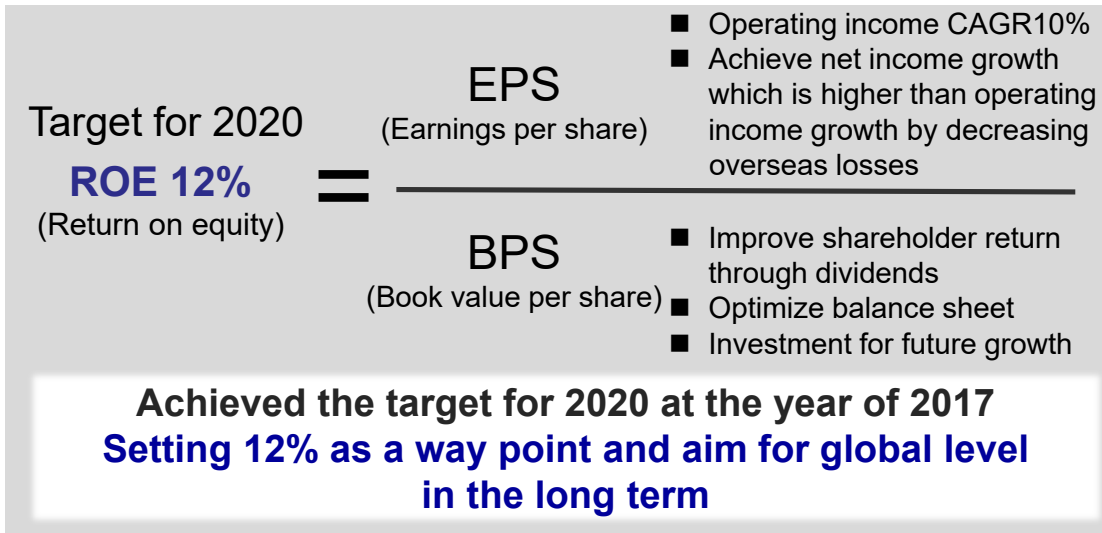 Target for 2020
ROE 12%
(Return on equity)
=
EPS
(Earnings per share)
■ Operating income CAGR10%
■ Achieve net income growth
which is higher than operating
income growth by decreasing
overseas losses
BPS
(Book value per share)
■ Improve shareholder return
through dividends
■ Optimize balance sheet
■ Investment for future growth
Achieved the target for 2020 at the year of 2017
Setting 12% as a way point and aim for global level
in the long term